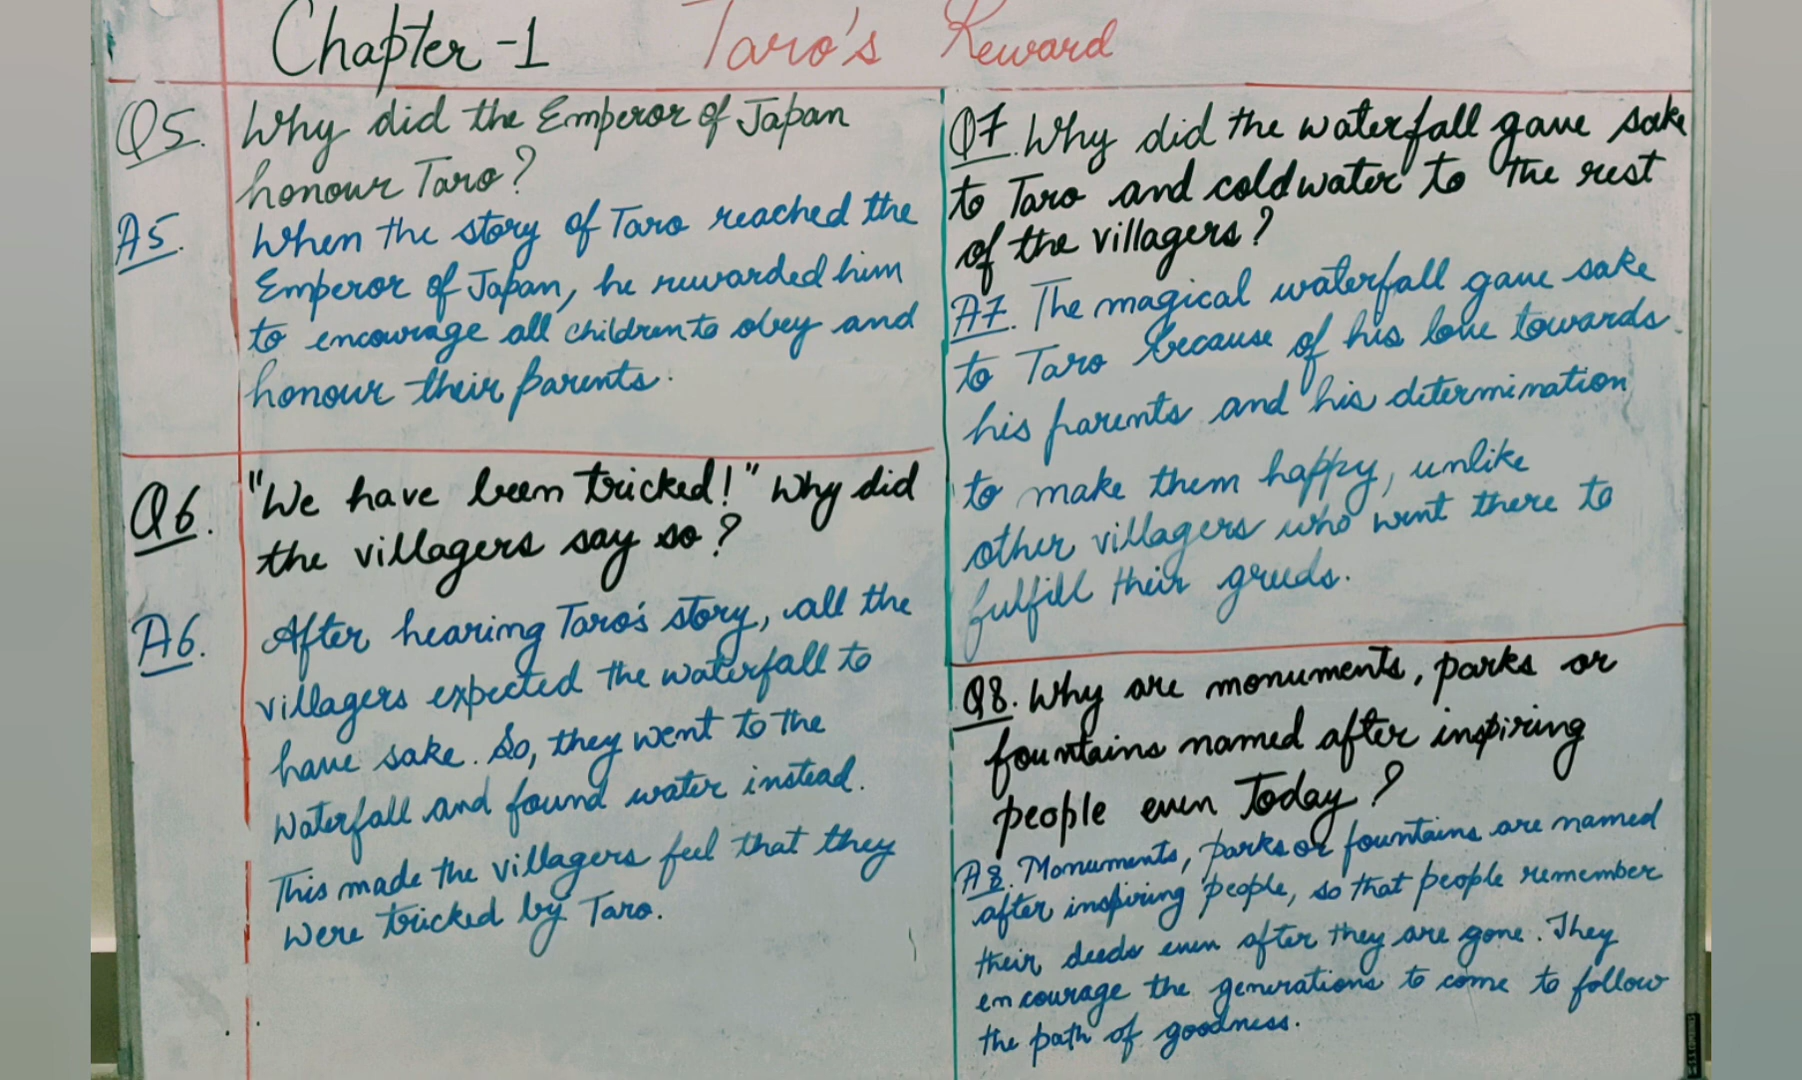 Chapter-1 Taro's Reward
Q5. Why did the Emperor of Japan
honour Taro?
A5. When the story of Taro reached the
Emperor of Japan, he rewarded him
to encourage all children to obey and
honour their parents.
Q6. "We have been tricked!" Why did
the villagers say so?
A6. After hearing Taro's story, all the
villagers expected the waterfall to
have sake. So, they went to the
waterfall and found water instead.
This made the villagers feel that they
were tricked by Taro.
Q7. Why did the waterfall gave sake
to Taro and cold water to the rest
of the villagers?
A7. The magical waterfall gave sake
to Taro because of his love towards
his parents and his determination
to make them happy, unlike
other villagers who went there to
fulfill their greeds.
Q8. Why are monuments, parks or
fountains named after inspiring
people even today?
A8. Monuments, parks or fountains are named
after inspiring people, so that people remember
their deeds even after they are gone. They
encourage the generations to come to follow
the path of goodness.